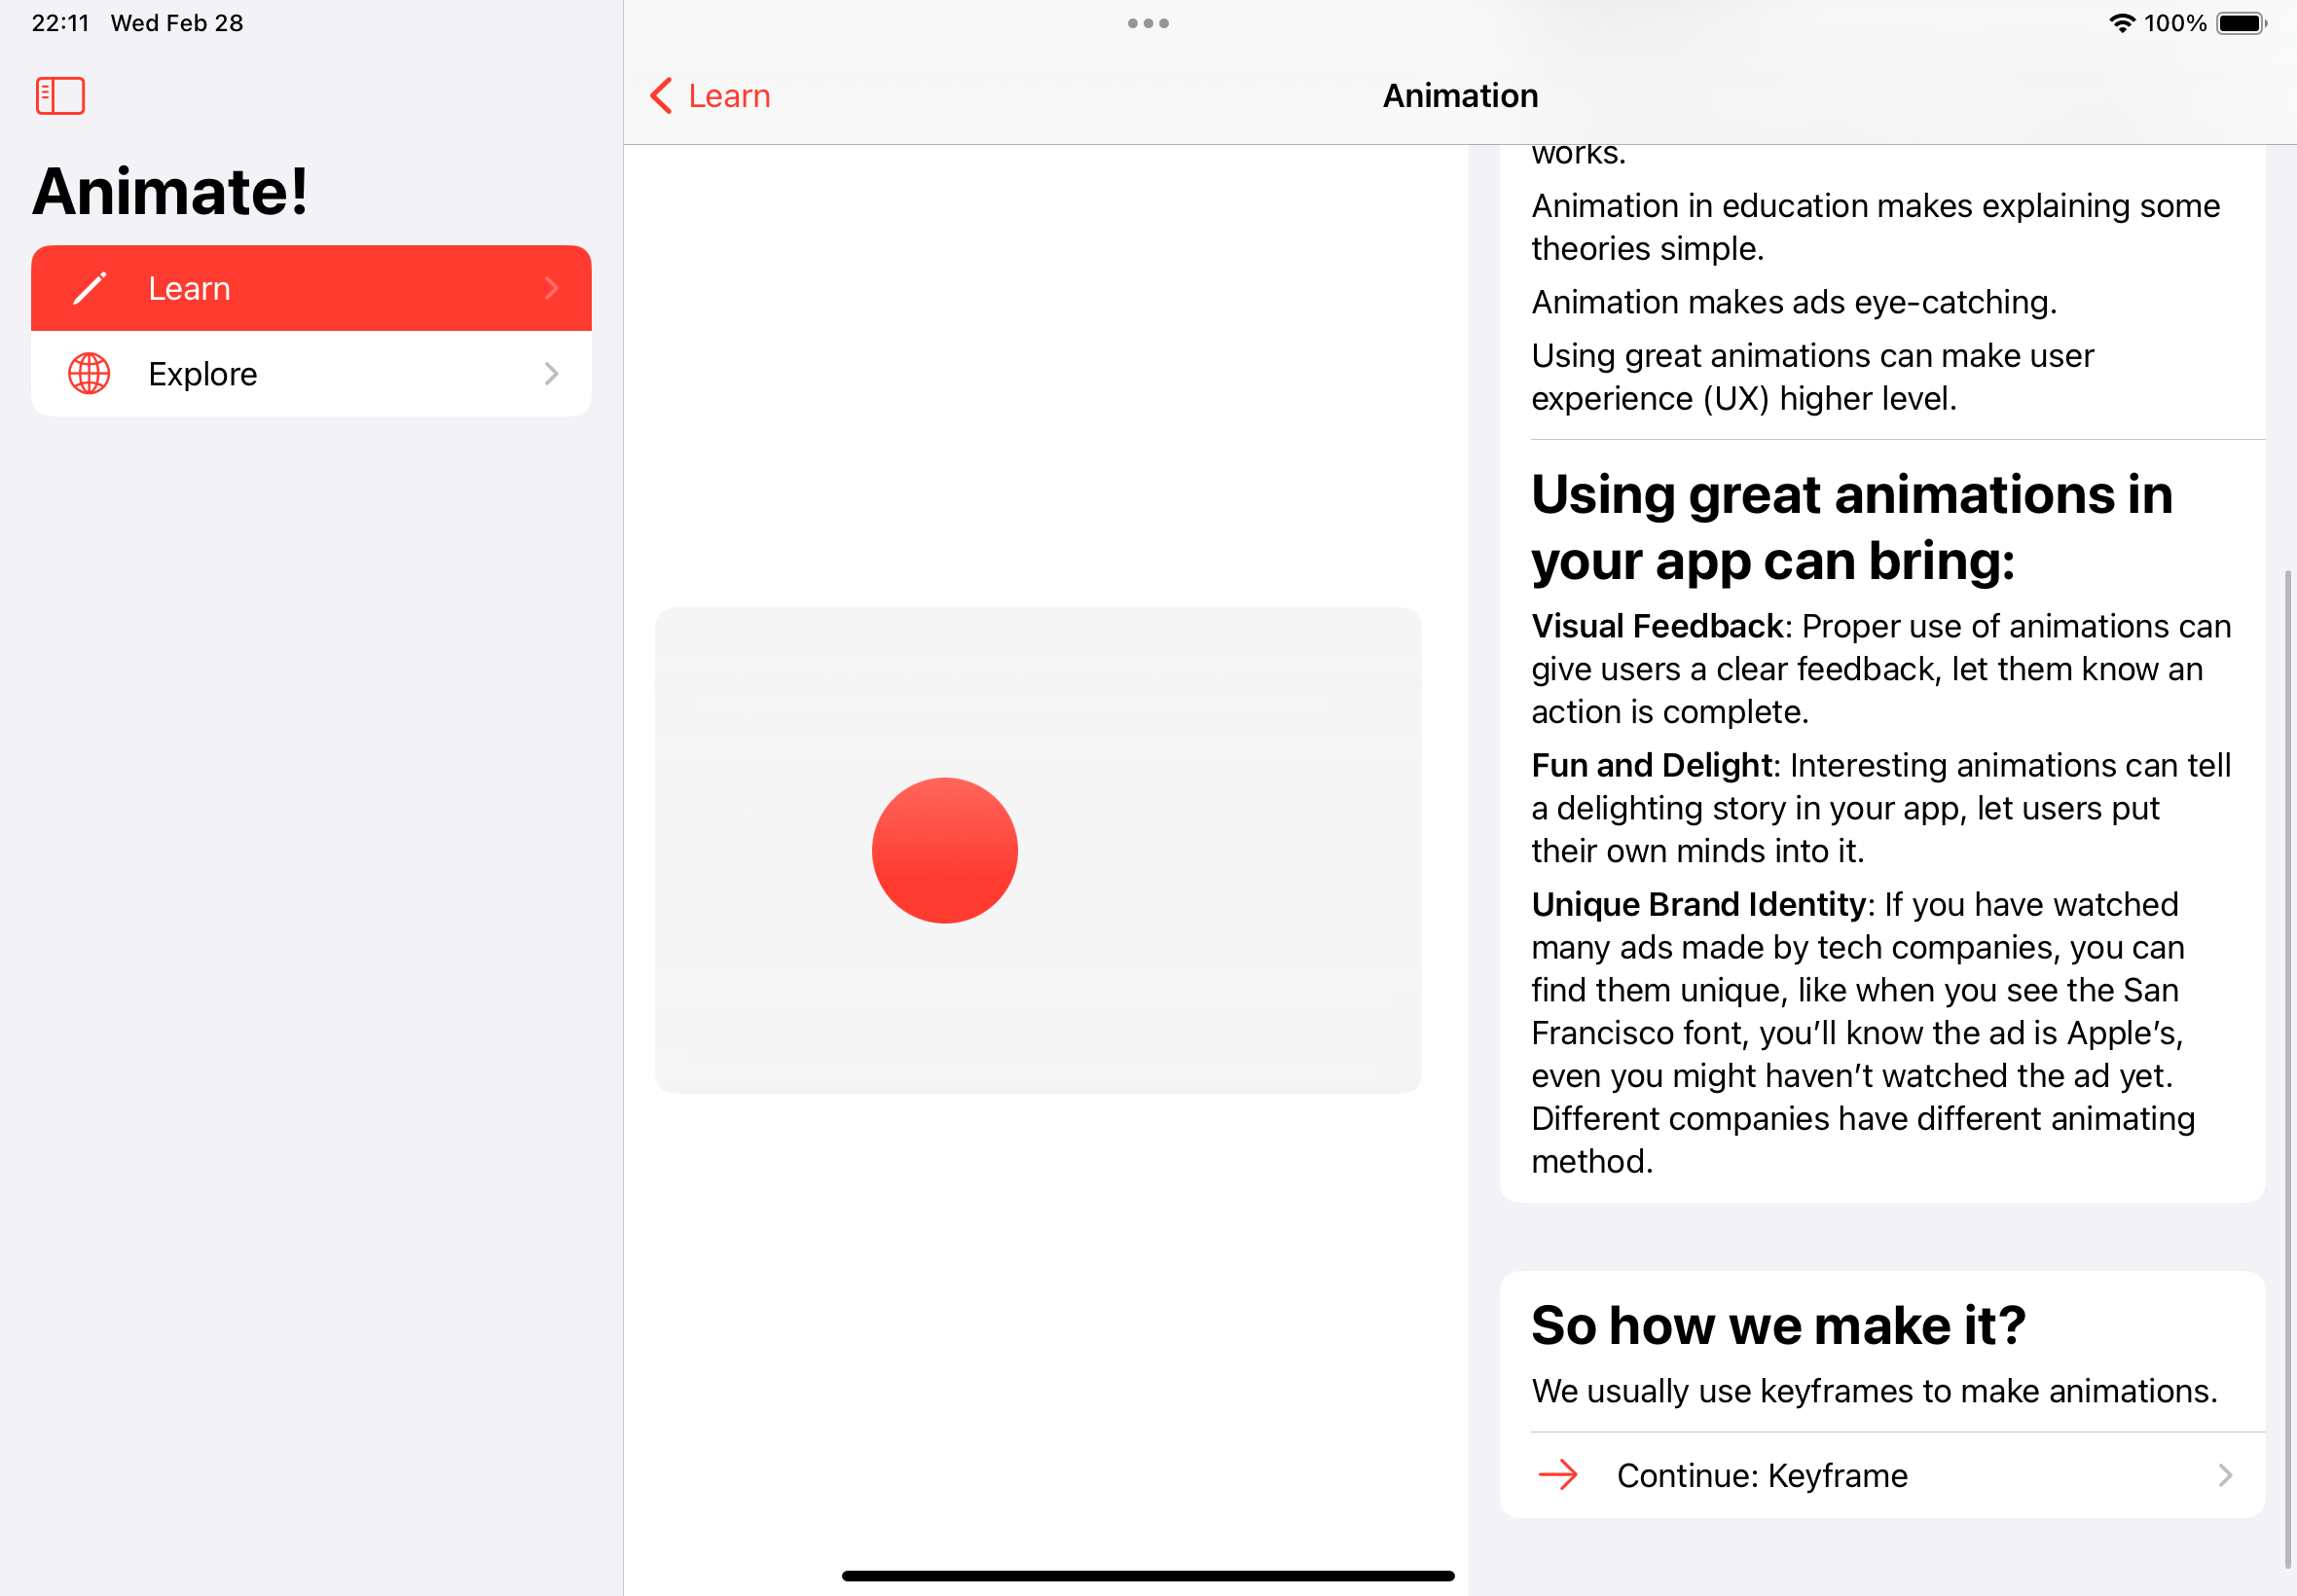 22:11 Wed Feb 28
100%
Animate!
Learn
Explore
Learn
Animation
works.
Animation in education makes explaining some
theories simple.
Animation makes ads eye-catching.
Using great animations can make user
experience (UX) higher level.
Using great animations in
your app can bring:
Visual Feedback: Proper use of animations can
give users a clear feedback, let them know an
action is complete.
Fun and Delight: Interesting animations can tell
a delighting story in your app, let users put
their own minds into it.
Unique Brand Identity: If you have watched
many ads made by tech companies, you can
find them unique, like when you see the San
Francisco font, you’ll know the ad is Apple’s,
even you might haven’t watched the ad yet.
Different companies have different animating
method.
So how we make it?
We usually use keyframes to make animations.
Continue: Keyframe